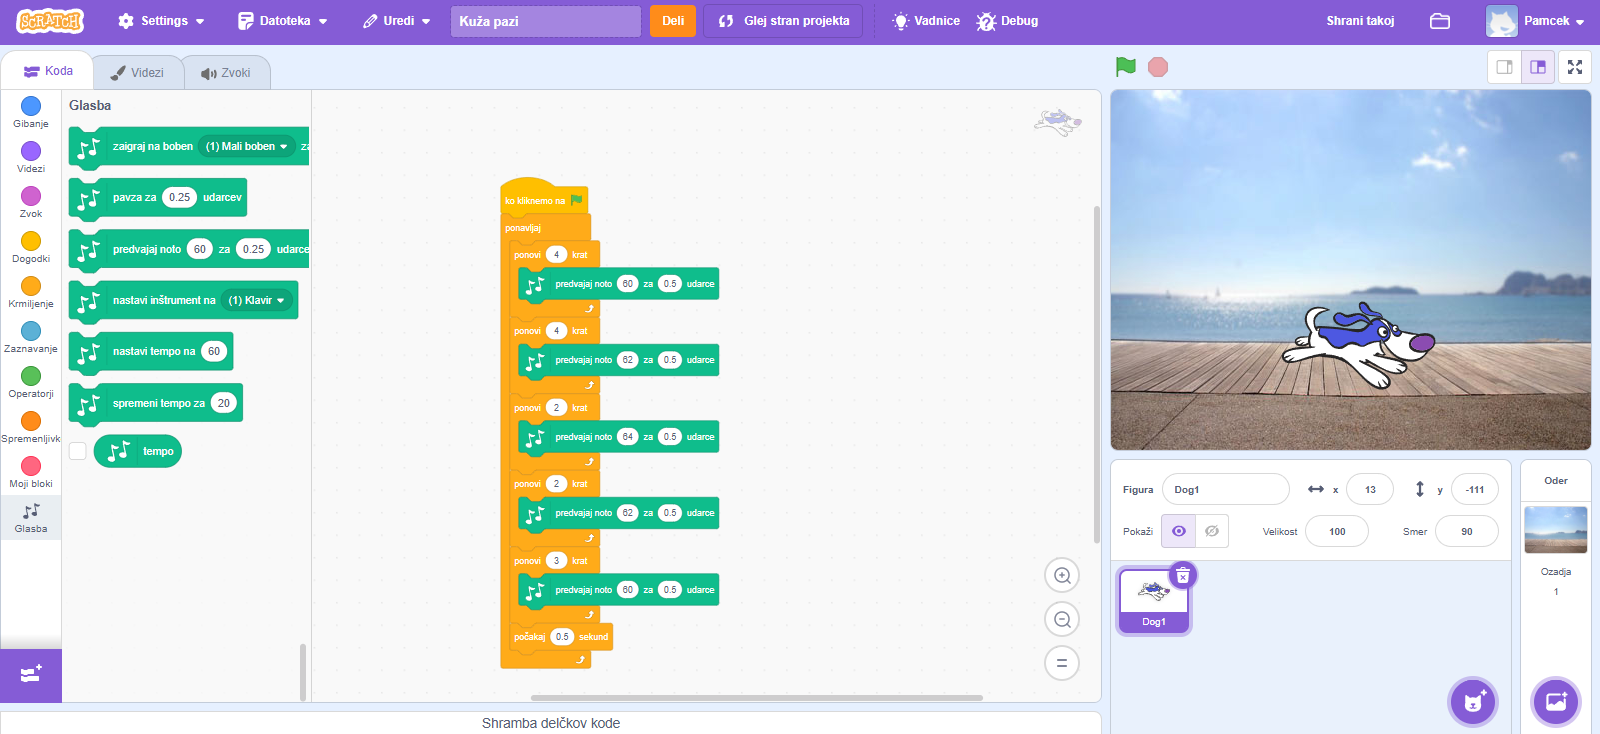 SCRATCH Settings Datoteka Uredi Kuža pazi Deli Glej stran projekta Vadnice Debug Shrani takoj Pamcek
Koda Videzi Zvoki
Gibanje
Videzi
Zvok
Dogodki
Krmiljenje
Zaznavanje
Operatorji
Spremenljivk
Moji bloki
Glasba
Glasba
zaigraj na boben (1) Mali boben za
pavza za 0.25 udarcev
predvajaj noto 60 za 0.25 udarce
nastavi inštrument na (1) Klavir
nastavi tempo na 60
spremeni tempo za 20
tempo
ko kliknemo na
ponavljaj
ponovi 4 krat
predvajaj noto 60 za 0.5 udarce
ponovi 4 krat
predvajaj noto 62 za 0.5 udarce
ponovi 2 krat
predvajaj noto 64 za 0.5 udarce
ponovi 2 krat
predvajaj noto 62 za 0.5 udarce
ponovi 3 krat
predvajaj noto 60 za 0.5 udarce
počakaj 0.5 sekund
Shramba delčkov kode
Figura Dog1 x 13 y -111
Pokaži Velikost 100 Smer 90
Dog1
Oder
Ozadja
1